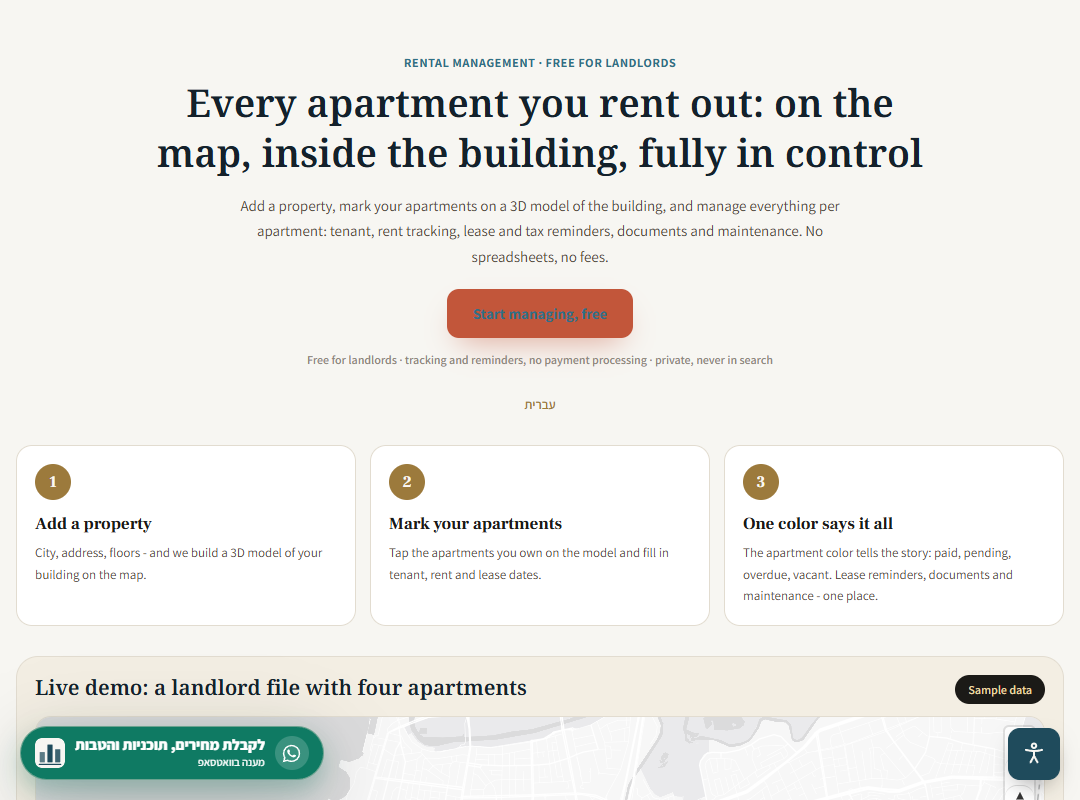 RENTAL MANAGEMENT · FREE FOR LANDLORDS
Every apartment you rent out: on the
map, inside the building, fully in control
Add a property, mark your apartments on a 3D model of the building, and manage everything per
apartment: tenant, rent tracking, lease and tax reminders, documents and maintenance. No
spreadsheets, no fees.
Start managing, free
Free for landlords · tracking and reminders, no payment processing · private, never in search
עברית
1
Add a property
City, address, floors - and we build a 3D model of your
building on the map.
2
Mark your apartments
Tap the apartments you own on the model and fill in
tenant, rent and lease dates.
3
One color says it all
The apartment color tells the story: paid, pending,
overdue, vacant. Lease reminders, documents and
maintenance - one place.
Live demo: a landlord file with four apartments
Sample data
לקבלת מחירים, תוכניות והטבות
מענה בוואטסאפ